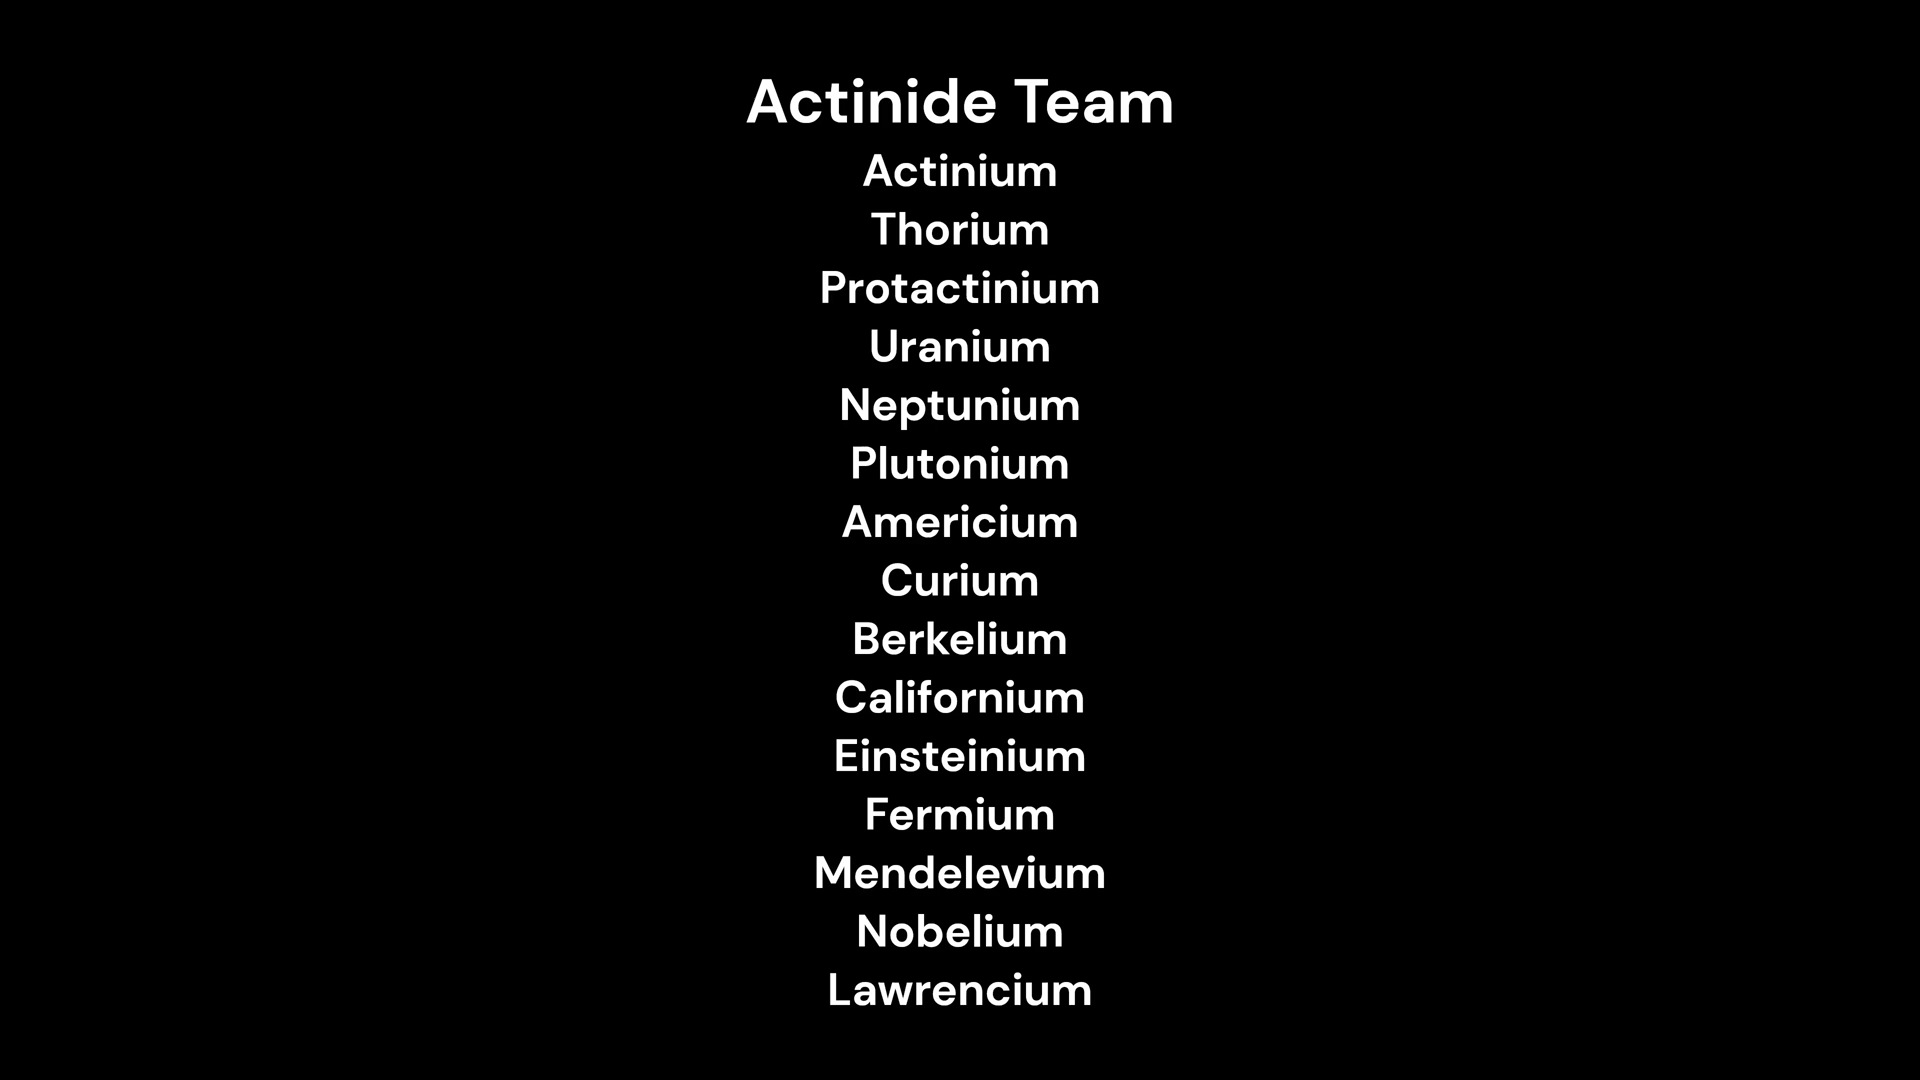 Actinide Team
Actinium
Thorium
Protactinium
Uranium
Neptunium
Plutonium
Americium
Curium
Berkelium
Californium
Einsteinium
Fermium
Mendelevium
Nobelium
Lawrencium